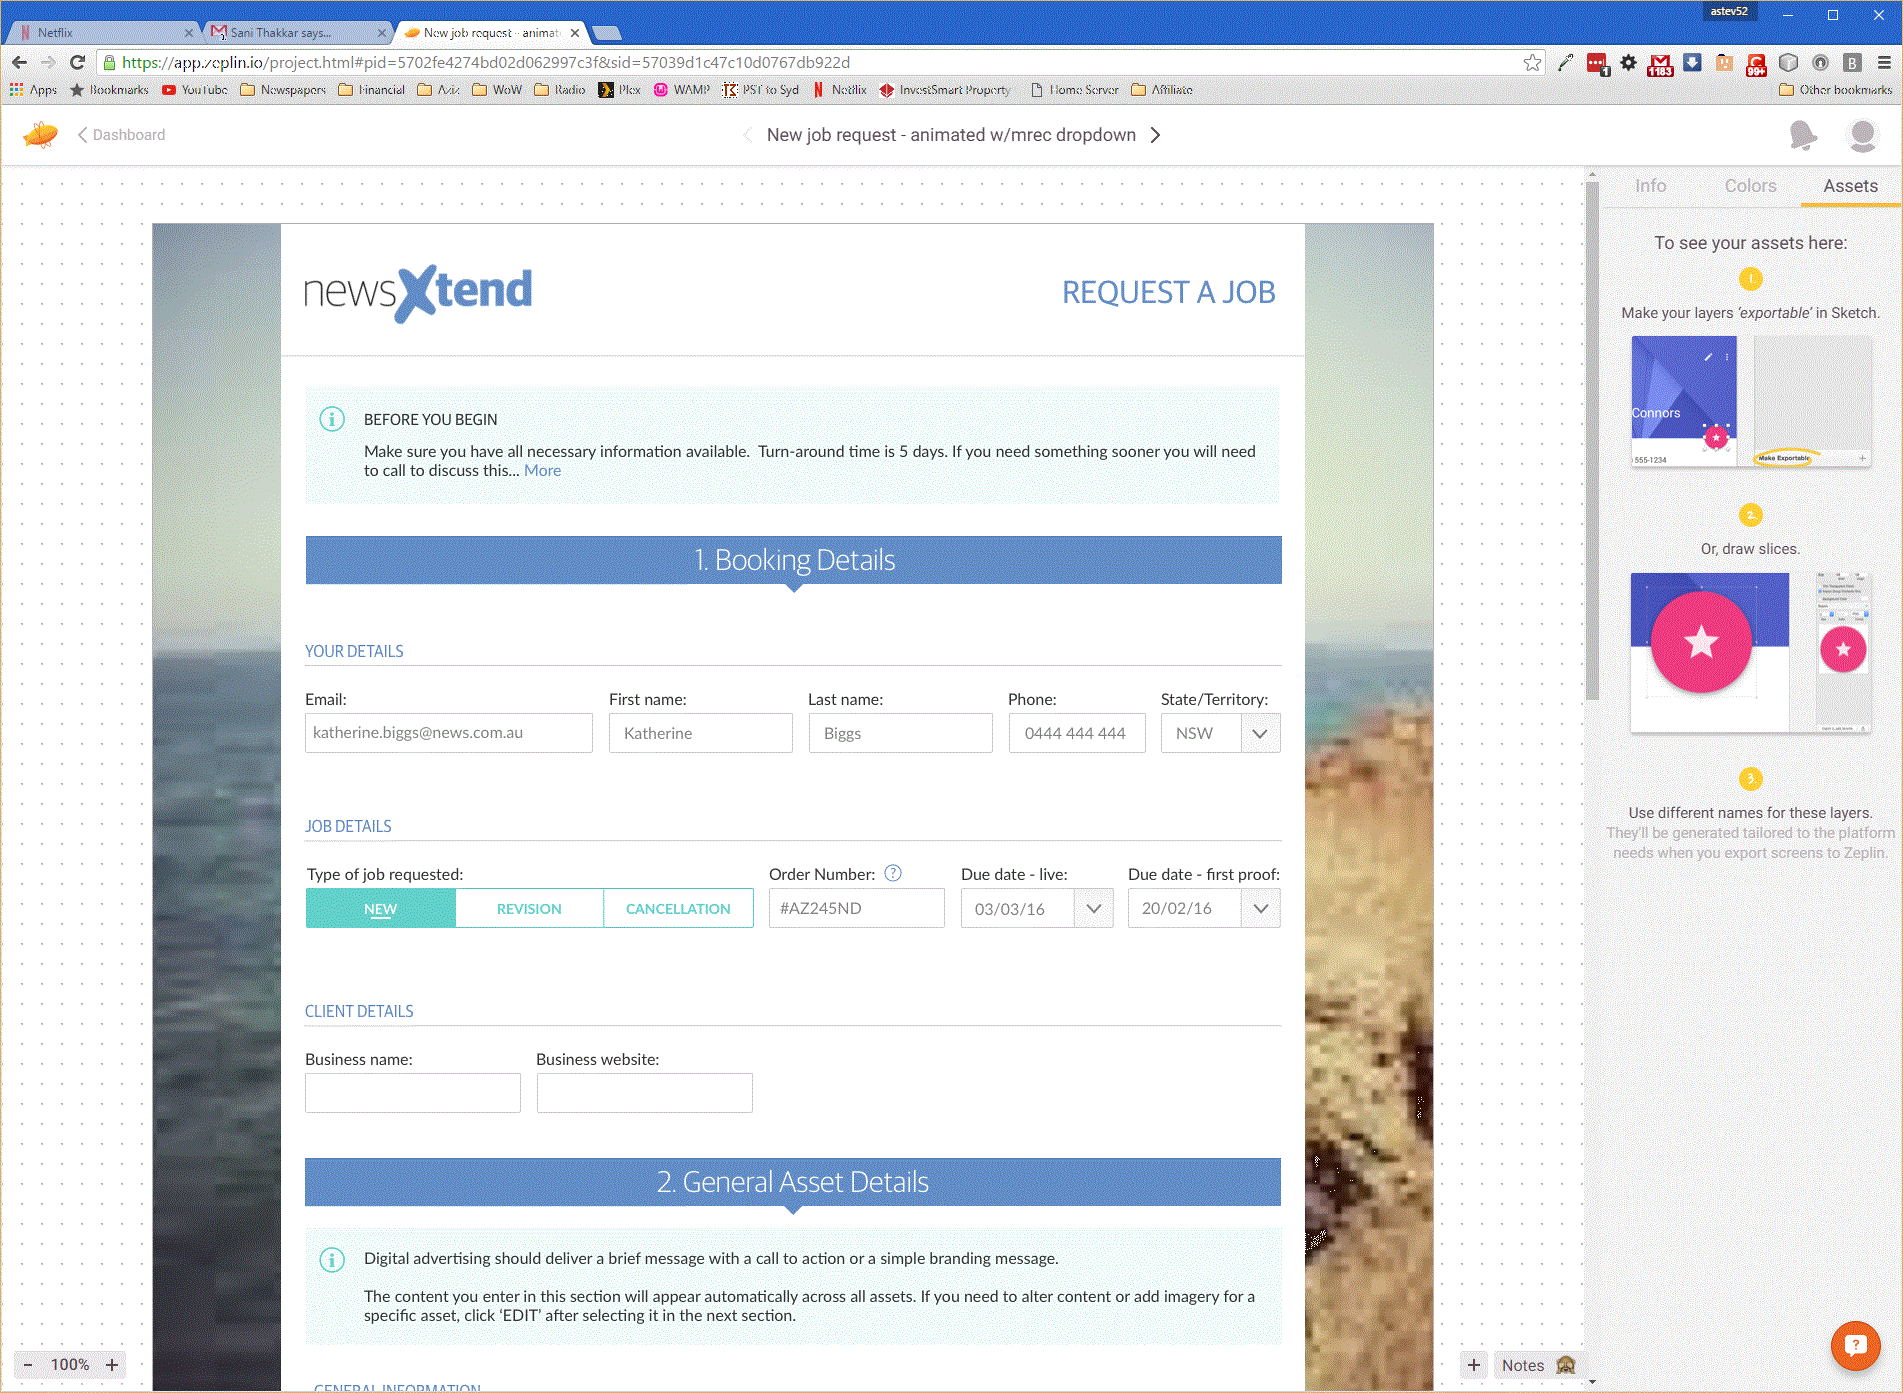 astev52
Netflix
Sani Thakkar says...
New job request - animat
https://app.zeplin.io/project.html#pid=5702fe4274bd02d062997c3f&sid=57039d1c47c10d0767db922d
1
1183
99+
Apps
Bookmarks
YouTube
Newspapers
Financial
Aziz
WoW
Radio
Plex
WAMP
PST to Syd
Netflix
InvestSmart Property
Home Server
Affiliate
Other bookmarks
Dashboard
New job request - animated w/mrec dropdown
Info Colors Assets
newsXtend
REQUEST A JOB
BEFORE YOU BEGIN
Make sure you have all necessary information available. Turn-around time is 5 days. If you need something sooner you will need
to call to discuss this... More
1. Booking Details
YOUR DETAILS
Email: First name: Last name: Phone: State/Territory:
katherine.biggs@news.com.au Katherine Biggs 0444 444 444 NSW
JOB DETAILS
Type of job requested: Order Number: ? Due date - live: Due date - first proof:
NEW REVISION CANCELLATION #AZ245ND 03/03/16 20/02/16
CLIENT DETAILS
Business name: Business website:
2. General Asset Details
Digital advertising should deliver a brief message with a call to action or a simple branding message.
The content you enter in this section will appear automatically across all assets. If you need to alter content or add imagery for a
specific asset, click ‘EDIT’ after selecting it in the next section.
GENERAL INFORMATION
- 100% +
+ Notes
To see your assets here:
1.
Make your layers ‘exportable’ in Sketch.
Connors
555-1234
Make Exportable
2.
Or, draw slices.
3.
Use different names for these layers.
They'll be generated tailored to the platform
needs when you export screens to Zeplin.